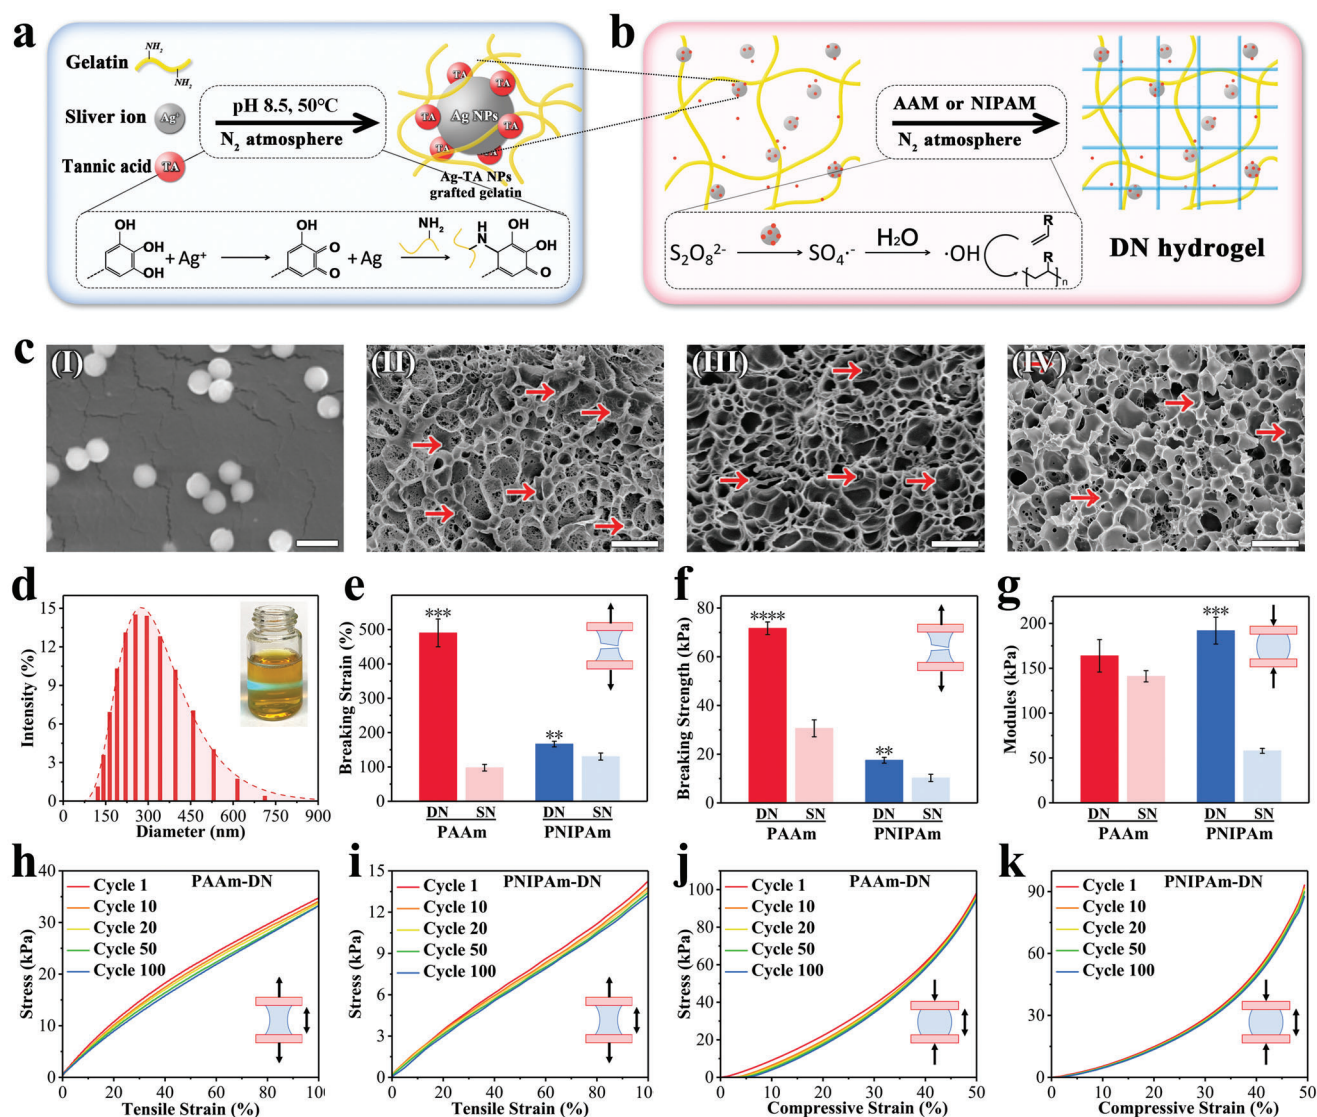 a
Gelatin
NH2
NH2
Sliver ion
Ag+
Tannic acid
TA
pH 8.5, 50°C
N2 atmosphere
TA
TA
TA
TA
TA
Ag NPs
Ag-TA NPs
grafted gelatin
OH
OH
OH
+ Ag⁺
OH
O
O
+ Ag
NH2
H
N
OH
OH
O
b
AAM or NIPAM
N2 atmosphere
S2O8²⁻
SO4·⁻
H2O
·OH
R
R
n
DN hydrogel
c
(I)
(II)
(III)
(IV)
d
Intensity (%)
15
12
9
6
3
0
0 150 300 450 600 750 900
Diameter (nm)
e
Breaking Strain (%)
500
400
300
200
100
0
***
**
DN SN DN SN
PAAm PNIPAm
f
Breaking Strength (kPa)
80
60
40
20
0
****
**
DN SN DN SN
PAAm PNIPAm
g
Modules (kPa)
200
150
100
50
0
***
DN SN DN SN
PAAm PNIPAm
h
Stress (kPa)
40
30
20
10
0
Cycle 1
Cycle 10
Cycle 20
Cycle 50
Cycle 100
PAAm-DN
0 20 40 60 80 100
Tensile Strain (%)
i
Stress (kPa)
15
12
9
6
3
0
Cycle 1
Cycle 10
Cycle 20
Cycle 50
Cycle 100
PNIPAm-DN
0 20 40 60 80 100
Tensile Strain (%)
j
Stress (kPa)
100
80
60
40
20
0
Cycle 1
Cycle 10
Cycle 20
Cycle 50
Cycle 100
PAAm-DN
0 10 20 30 40 50
Compressive Strain (%)
k
Stress (kPa)
90
60
30
0
Cycle 1
Cycle 10
Cycle 20
Cycle 50
Cycle 100
PNIPAm-DN
0 10 20 30 40 50
Compressive Strain (%)